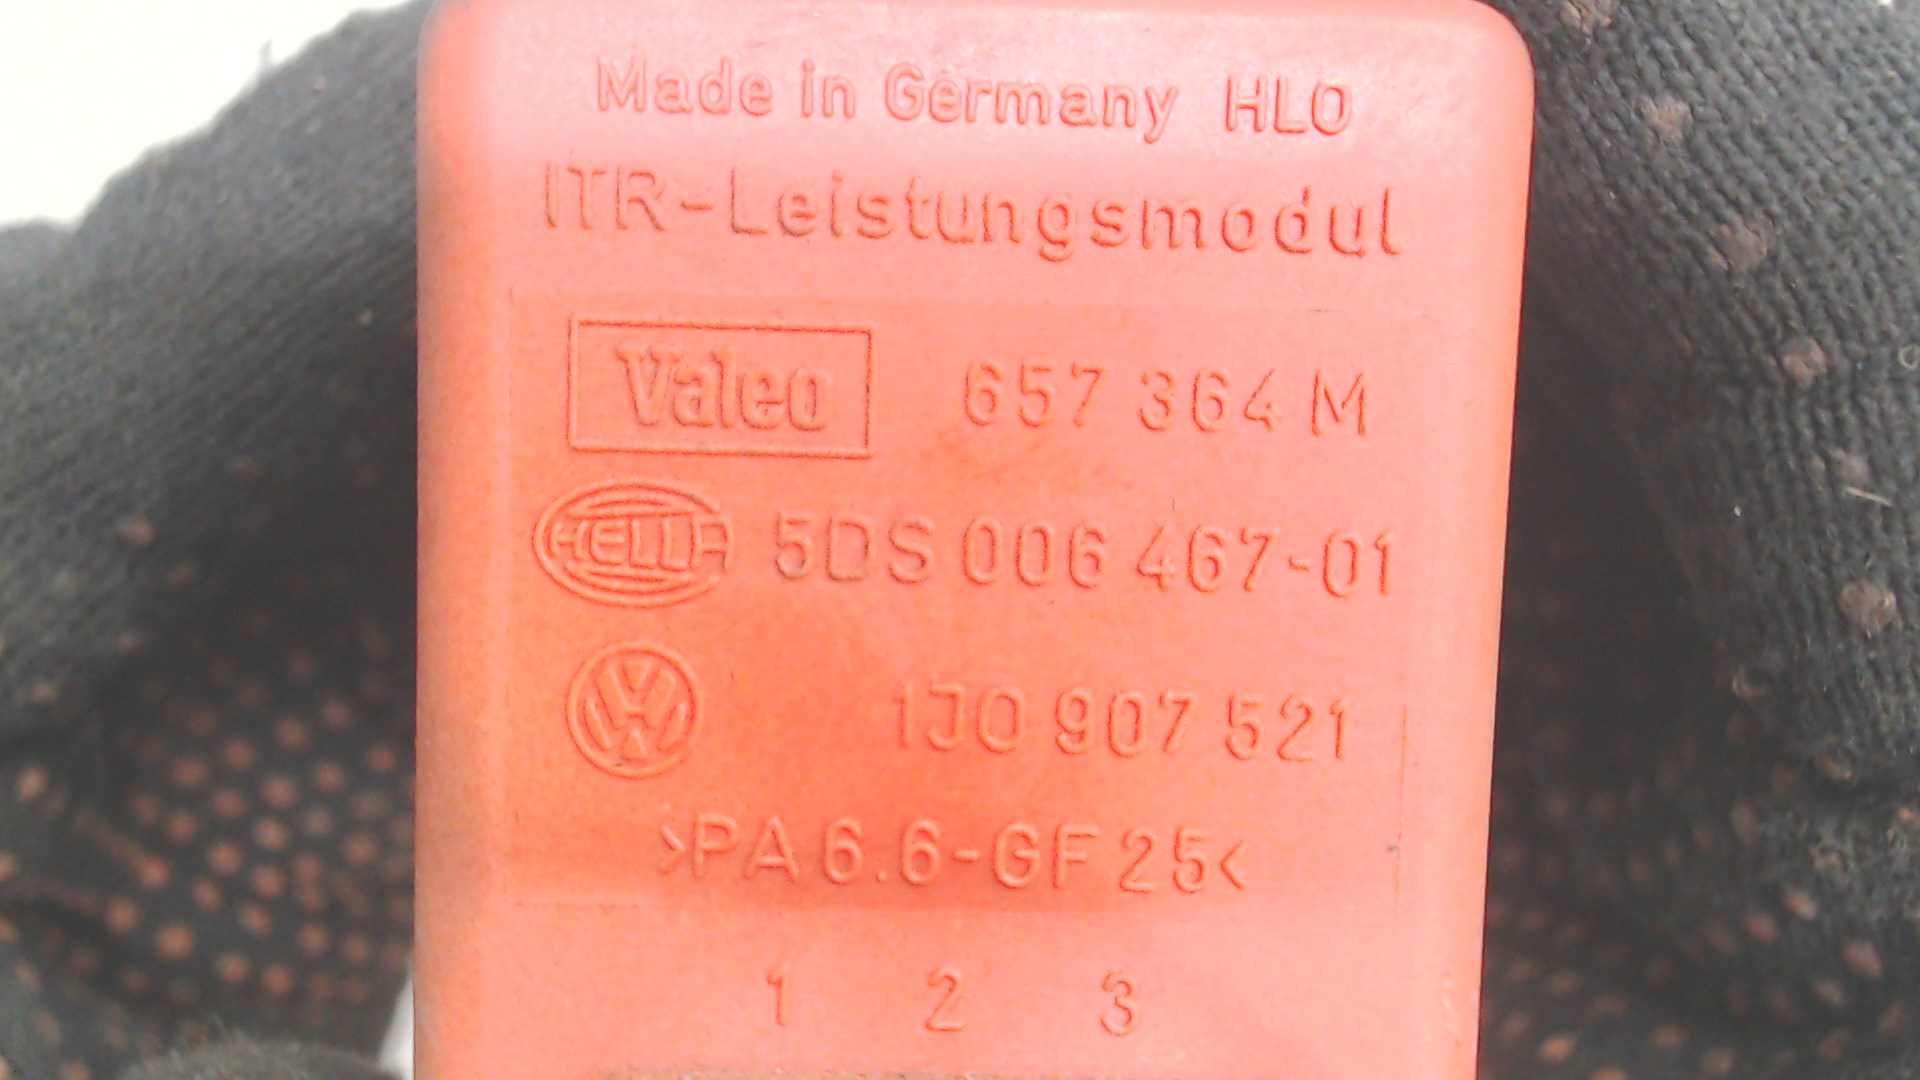 Made in Germany HLO
ITR-Leistungsmodul
Valeo 657 364 M
HELLA 5DS 006 467-01
VW 1J0 907 521
>PA 6.6-GF 25<
1 2 3